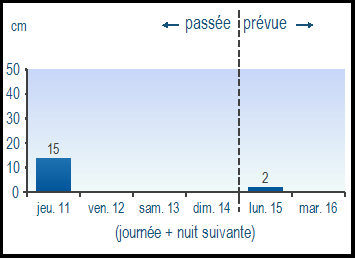 ← passée prévue →
cm
50
40
30
20
10
0
15
2
jeu. 11 ven. 12 sam. 13 dim. 14 lun. 15 mar. 16
(journée + nuit suivante)